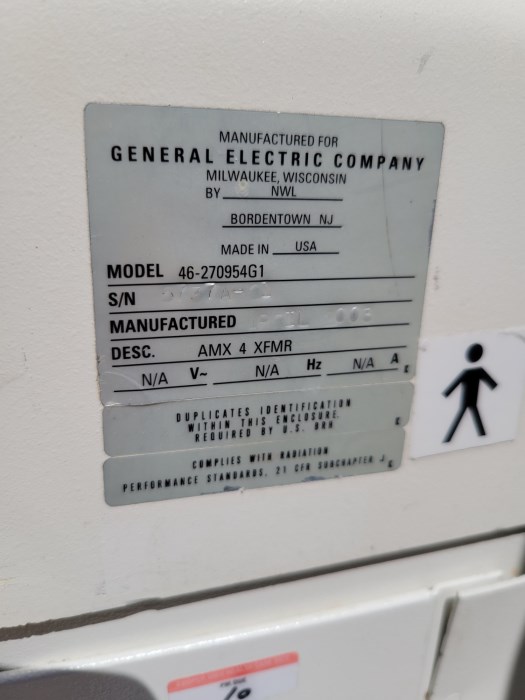 MANUFACTURED FOR
GENERAL ELECTRIC COMPANY
MILWAUKEE, WISCONSIN
BY NWL
BORDENTOWN NJ
MADE IN USA
MODEL 46-270954G1
S/N
MANUFACTURED
DESC. AMX 4 XFMR
N/A V~ N/A Hz N/A A
DUPLICATES IDENTIFICATION
WITHIN THIS ENCLOSURE.
REQUIRED BY U.S. BRH.
COMPLIES WITH RADIATION
PERFORMANCE STANDARDS, 21 CFR SUBCHAPTER J.
10